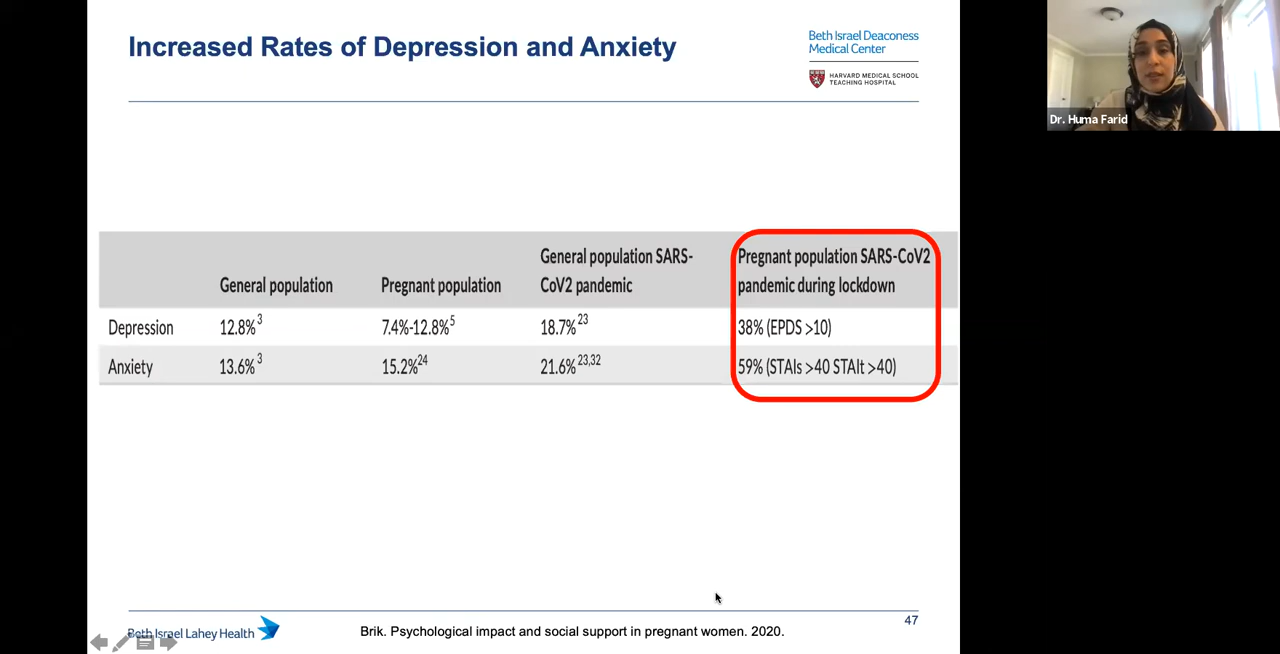 Increased Rates of Depression and Anxiety
Beth Israel Deaconess
Medical Center
HARVARD MEDICAL SCHOOL
TEACHING HOSPITAL
Dr. Huma Farid
General population Pregnant population General population SARS-
CoV2 pandemic Pregnant population SARS-CoV2
pandemic during lockdown
Depression 12.8%3 7.4%-12.8%5 18.7%23 38% (EPDS >10)
Anxiety 13.6%3 15.2%24 21.6%23,32 59% (STAIs >40 STAIt >40)
Beth Israel Lahey Health
Brik. Psychological impact and social support in pregnant women. 2020.
47